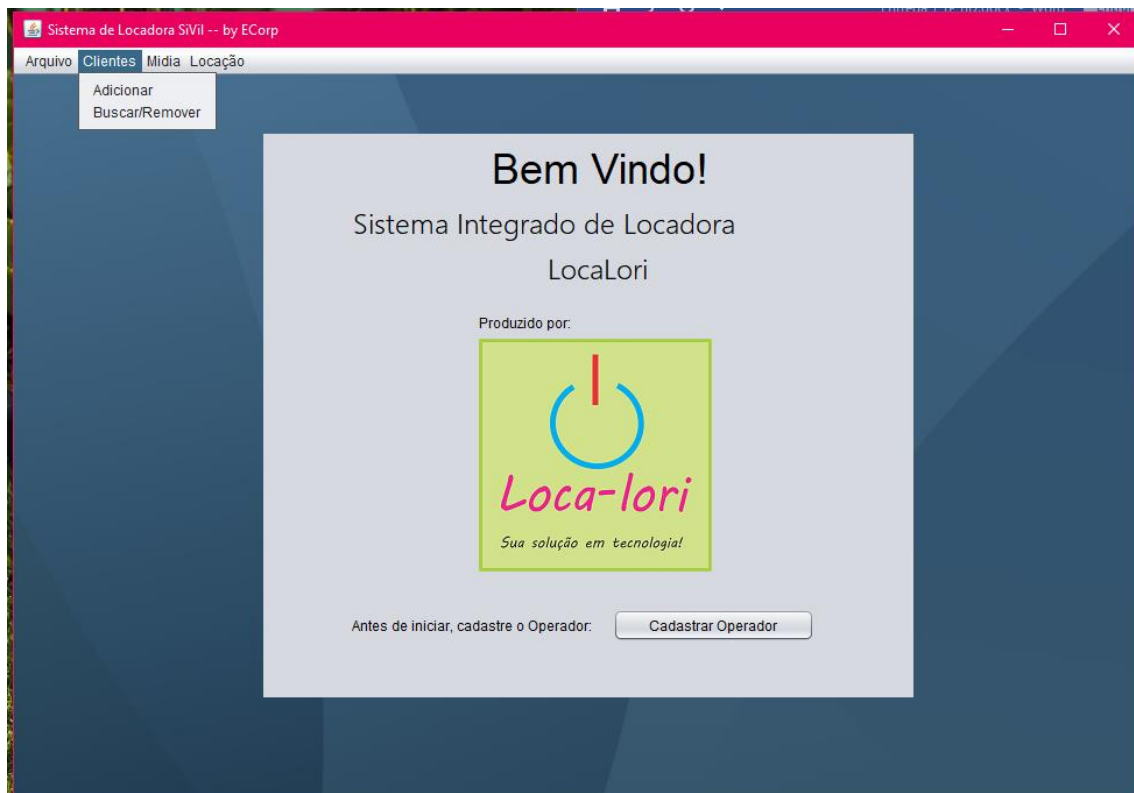 Sistema de Locadora SiVil -- by ECorp
Arquivo Clientes Midia Locação
Adicionar
Buscar/Remover
Bem Vindo!
Sistema Integrado de Locadora
LocaLori
Produzido por:
Loca-lori
Sua solução em tecnologia!
Antes de iniciar, cadastre o Operador: Cadastrar Operador